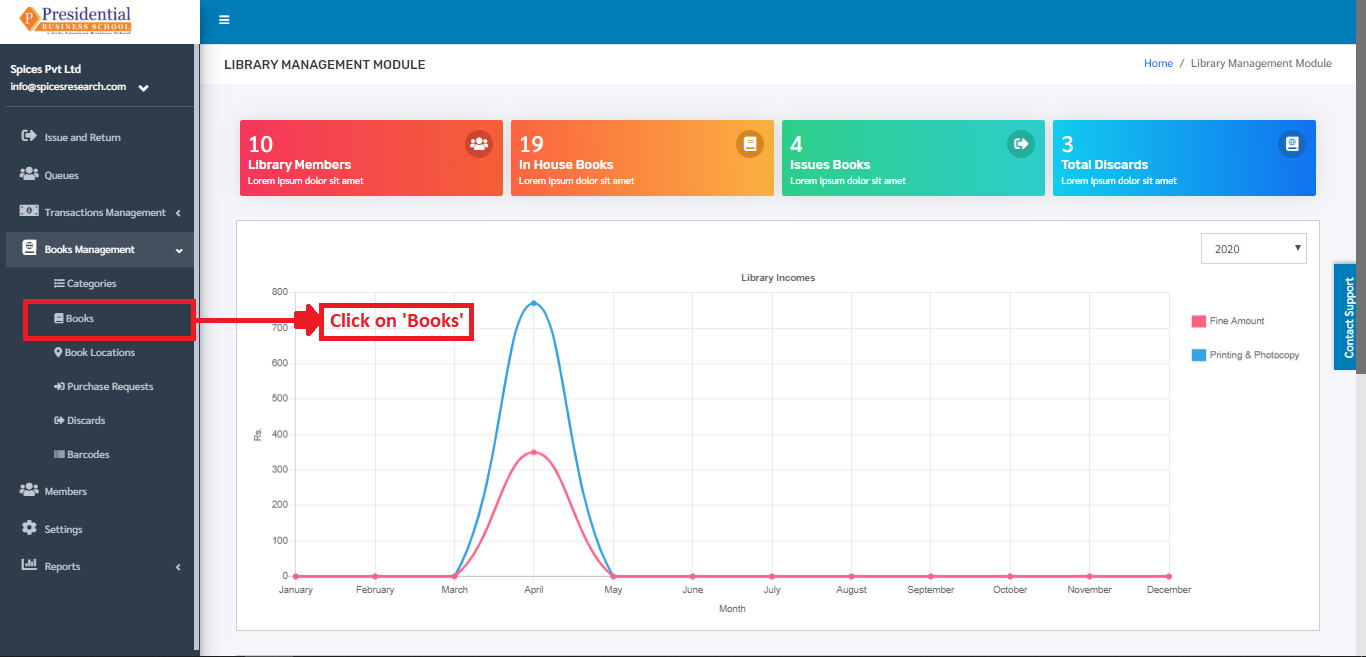 Presidential
BUSINESS SCHOOL
LIBRARY MANAGEMENT MODULE
Home / Library Management Module
Spices Pvt Ltd
info@spicesresearch.com
Issue and Return
Queues
Transactions Management
Books Management
Categories
Books
Book Locations
Purchase Requests
Discards
Barcodes
Members
Settings
Reports
10
Library Members
Lorem ipsum dolor sit amet
19
In House Books
Lorem ipsum dolor sit amet
4
Issues Books
Lorem ipsum dolor sit amet
3
Total Discards
Lorem ipsum dolor sit amet
Click on 'Books'
2020
Library Incomes
800
700
600
500
400
300
200
100
0
Rs.
January February March April May June July August September October November December
Month
Fine Amount
Printing & Photocopy
Contact Support